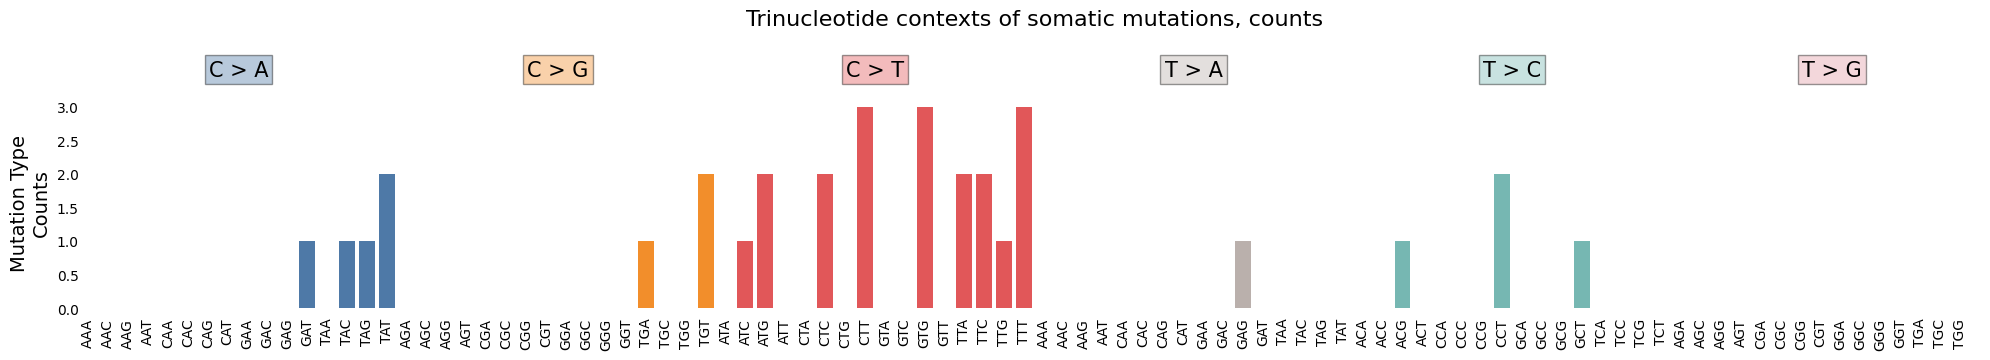 Trinucleotide contexts of somatic mutations, counts
C > A C > G C > T T > A T > C T > G
Mutation Type
Counts
3.0
2.5
2.0
1.5
1.0
0.5
0.0
AAA AAC AAG AAT CAA CAC CAG CAT GAA GAC GAG GAT TAA TAC TAG TAT AGA AGC AGG AGT CGA CGC CGG CGT GGA GGC GGG GGT TGA TGC TGG TGT ATA ATC ATG ATT CTA CTC CTG CTT GTA GTC GTG GTT TTA TTC TTG TTT AAA AAC AAG AAT CAA CAC CAG CAT GAA GAC GAG GAT TAA TAC TAG TAT ACA ACC ACG ACT CCA CCC CCG CCT GCA GCC GCG GCT TCA TCC TCG TCT AGA AGC AGG AGT CGA CGC CGG CGT GGA GGC GGG GGT TGA TGC TGG